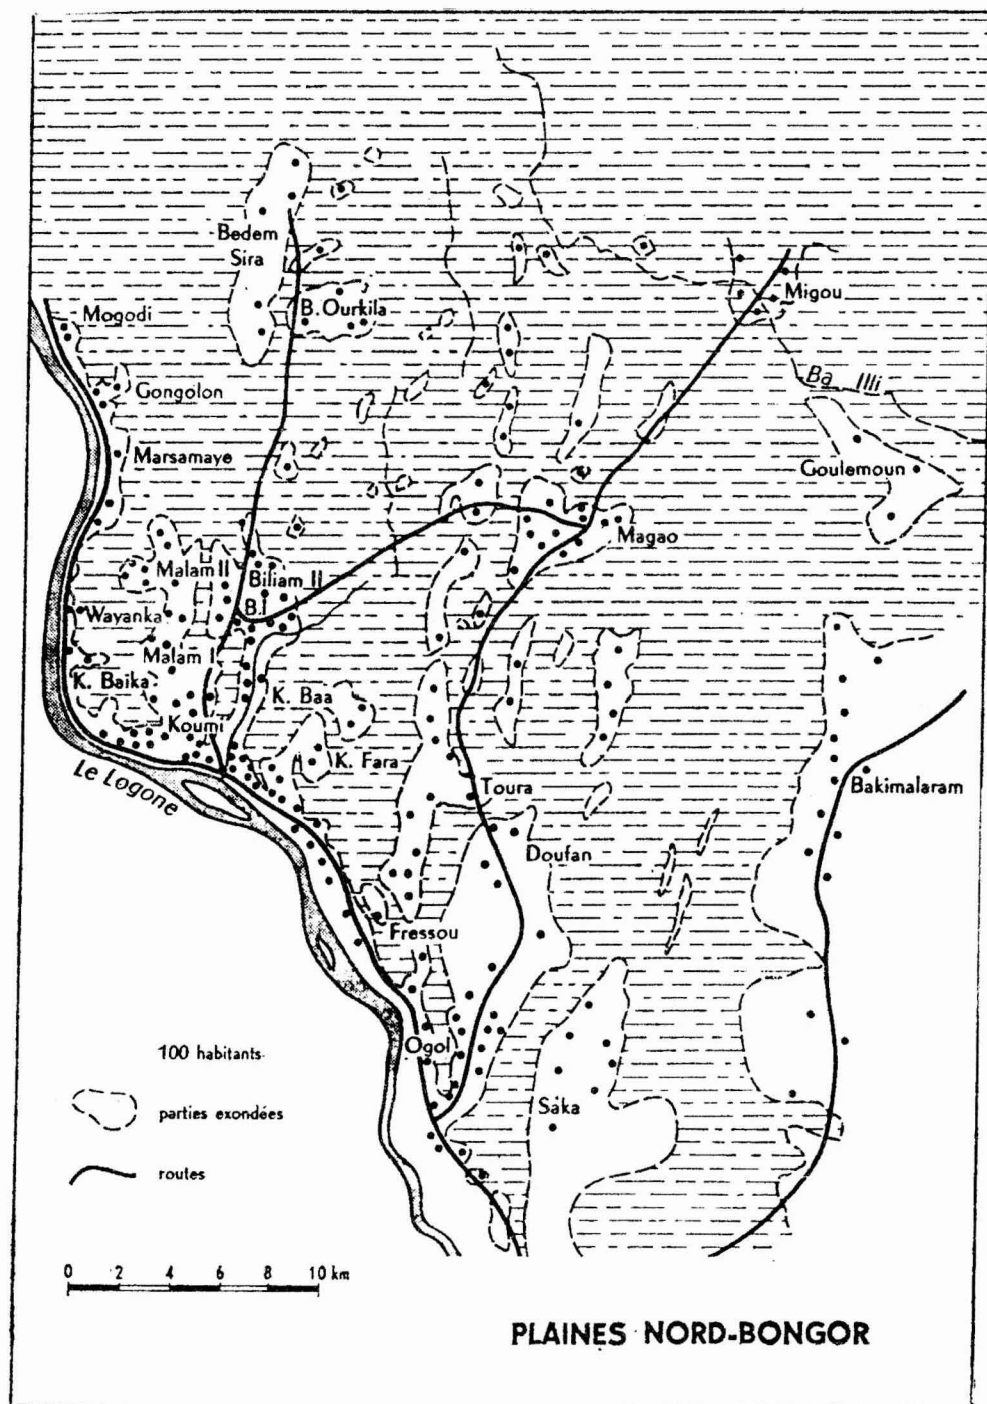 Bedem
Sira
B. Ourkila
Mogodi
Migou
Gongolon
Ba Illi
Marsamaye
Goulemoun
Magao
Malam II
Biliam II
B.I
Wayanka
Malam I
K. Baika
K. Baa
Koumi
K. Fara
Le Logone
Toura
Bakimalaram
Doufan
Fressou
Ogol
Saka
100 habitants
parties exondées
routes
0 2 4 6 8 10 km
PLAINES NORD-BONGOR